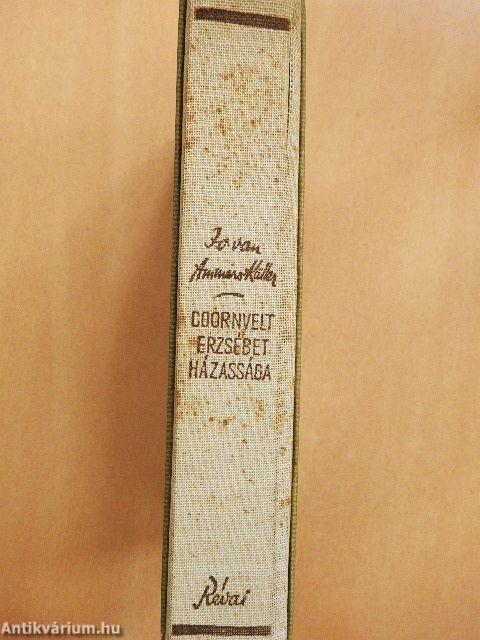 Jo van
Ammers-Küller
COORNVELT
ERZSÉBET
HÁZASSÁGA
Révai
Antikvárium.hu